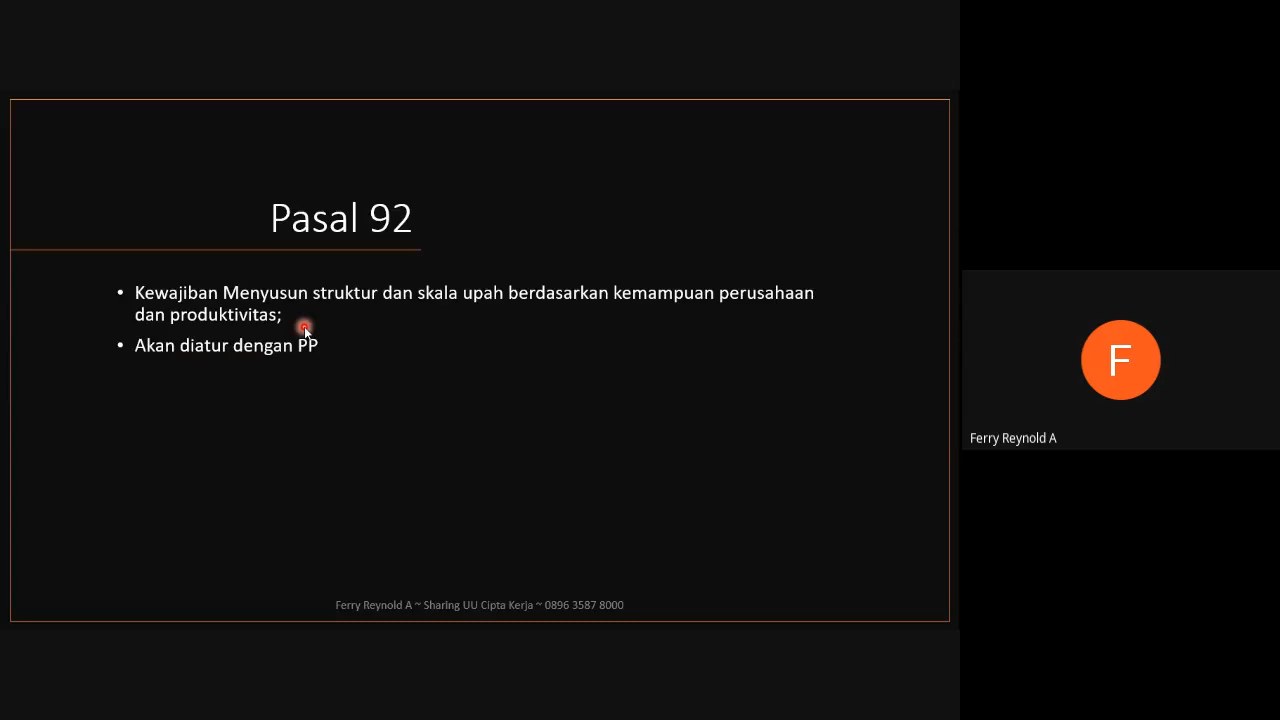 Pasal 92
• Kewajiban Menyusun struktur dan skala upah berdasarkan kemampuan perusahaan
dan produktivitas;
• Akan diatur dengan PP
Ferry Reynold A ~ Sharing UU Cipta Kerja ~ 0896 3587 8000
F
Ferry Reynold A